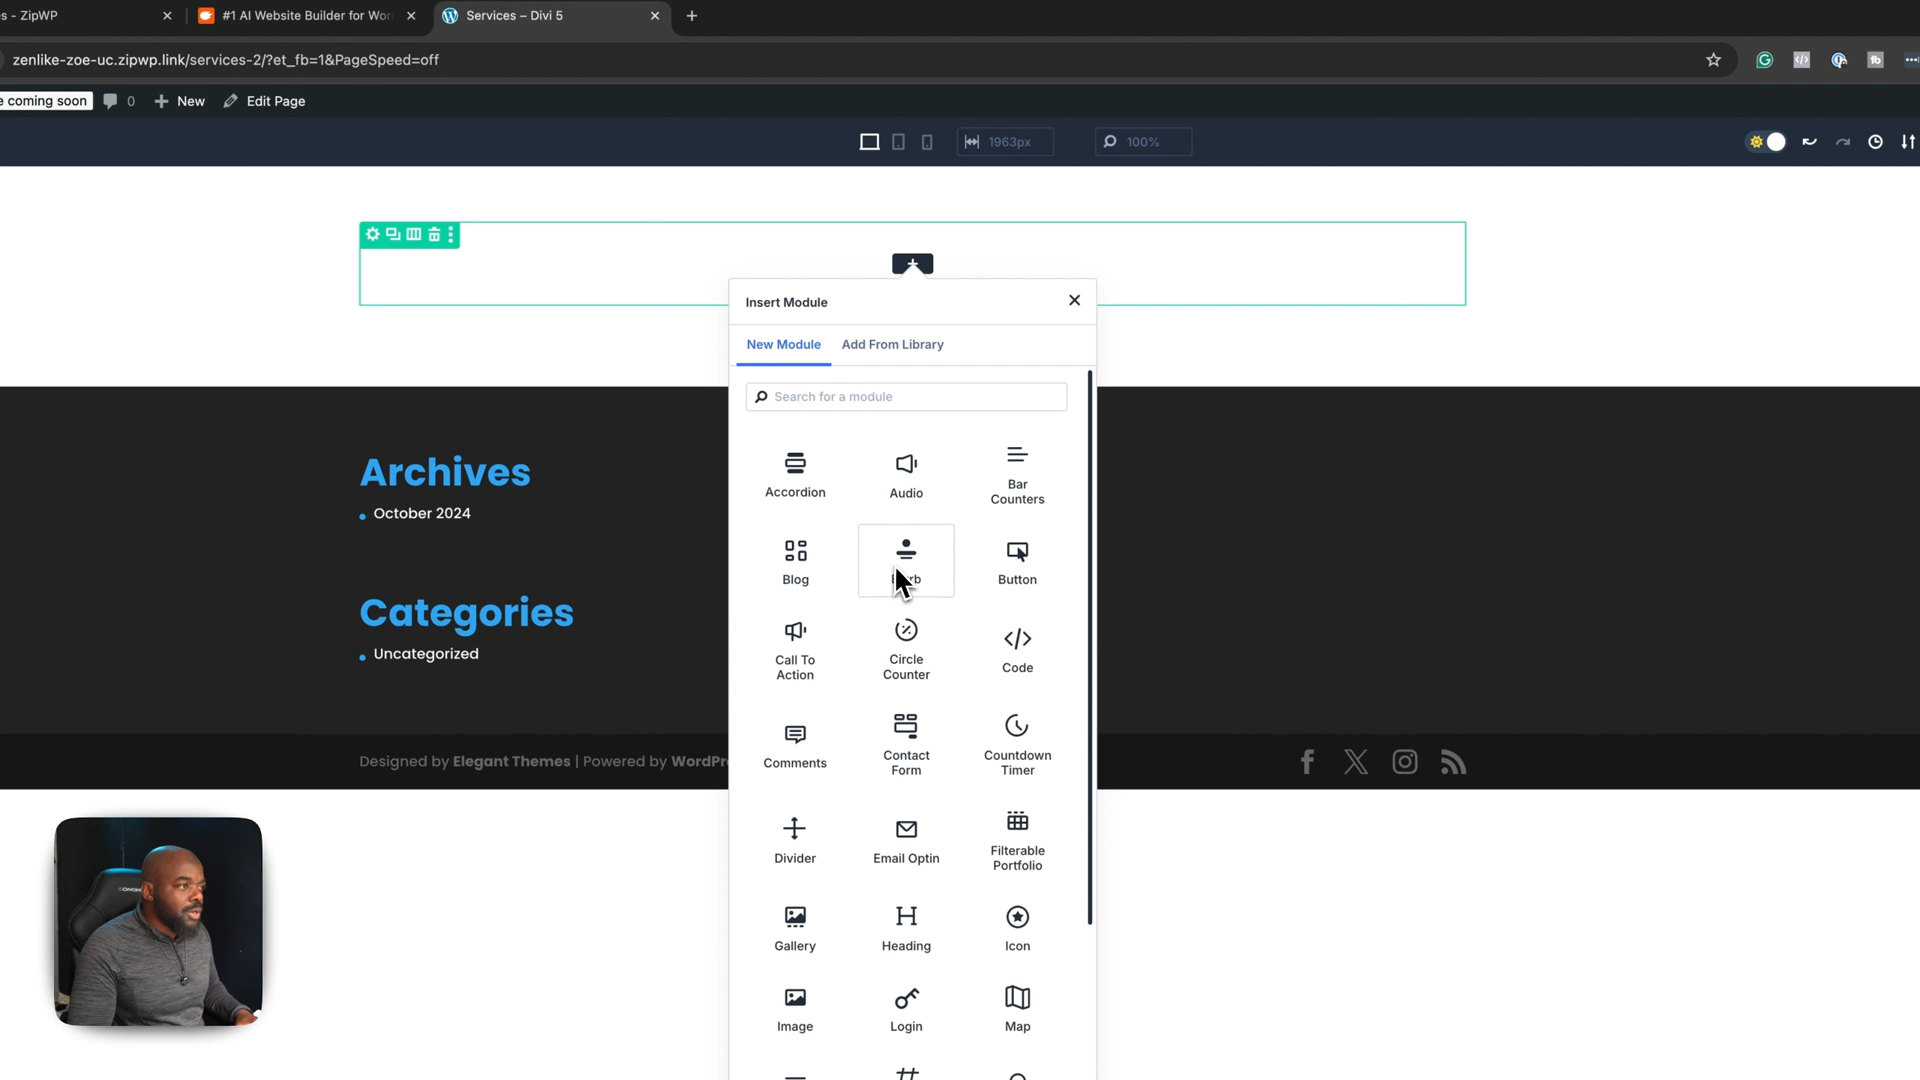 s - ZipWP
#1 AI Website Builder for Wor
Services – Divi 5
zenlike-zoe-uc.zipwp.link/services-2/?et_fb=1&PageSpeed=off
e coming soon
0
New
Edit Page
1963px
100%
Insert Module
New Module
Add From Library
Search for a module
Accordion
Audio
Bar
Counters
Blog
Button
Call To
Action
Circle
Counter
Code
Comments
Contact
Form
Countdown
Timer
Divider
Email Optin
Filterable
Portfolio
Gallery
Heading
Icon
Image
Login
Map
Archives
October 2024
Categories
Uncategorized
Designed by Elegant Themes | Powered by WordPr